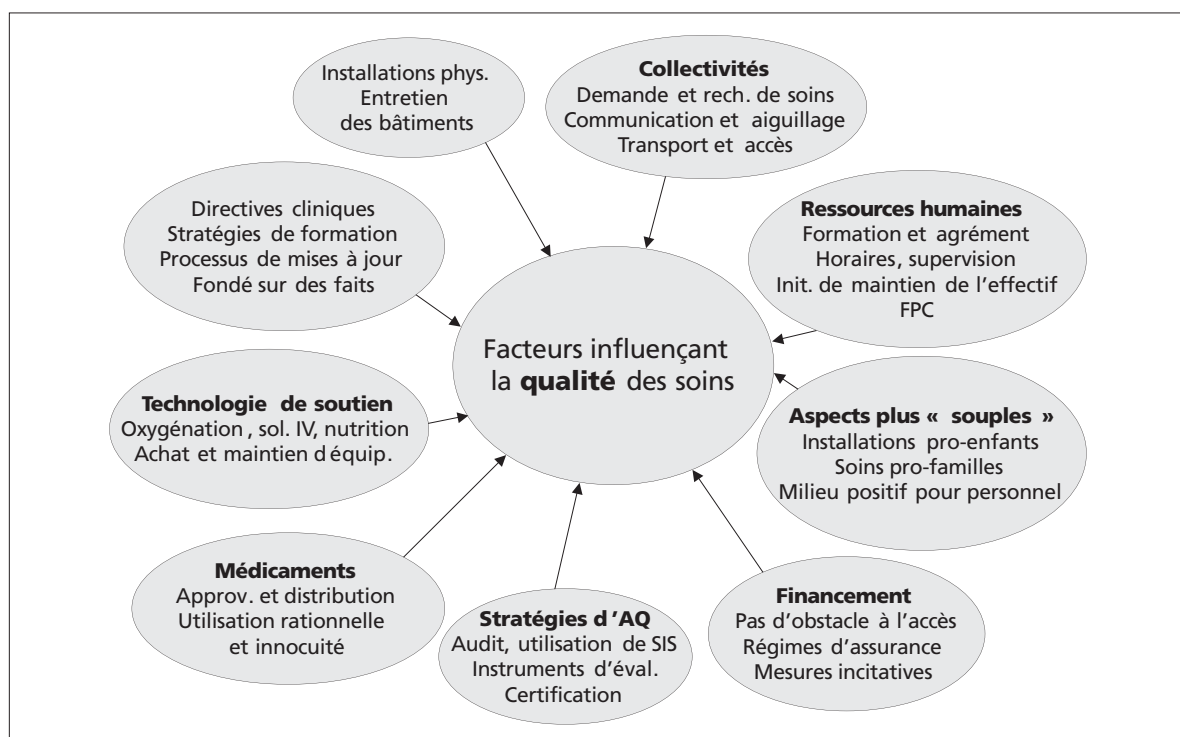 Installations phys.
Entretien
des bâtiments
Collectivités
Demande et rech. de soins
Communication et aiguillage
Transport et accès
Directives cliniques
Stratégies de formation
Processus de mises à jour
Fondé sur des faits
Ressources humaines
Formation et agrément
Horaires, supervision
Init. de maintien de l'effectif
FPC
Facteurs influençant
la qualité des soins
Technologie de soutien
Oxygénation, sol. IV, nutrition
Achat et maintien d équip.
Aspects plus « souples »
Installations pro-enfants
Soins pro-familles
Milieu positif pour personnel
Médicaments
Approv. et distribution
Utilisation rationnelle
et innocuité
Stratégies d'AQ
Audit, utilisation de SIS
Instruments d'éval.
Certification
Financement
Pas d'obstacle à l'accès
Régimes d'assurance
Mesures incitatives